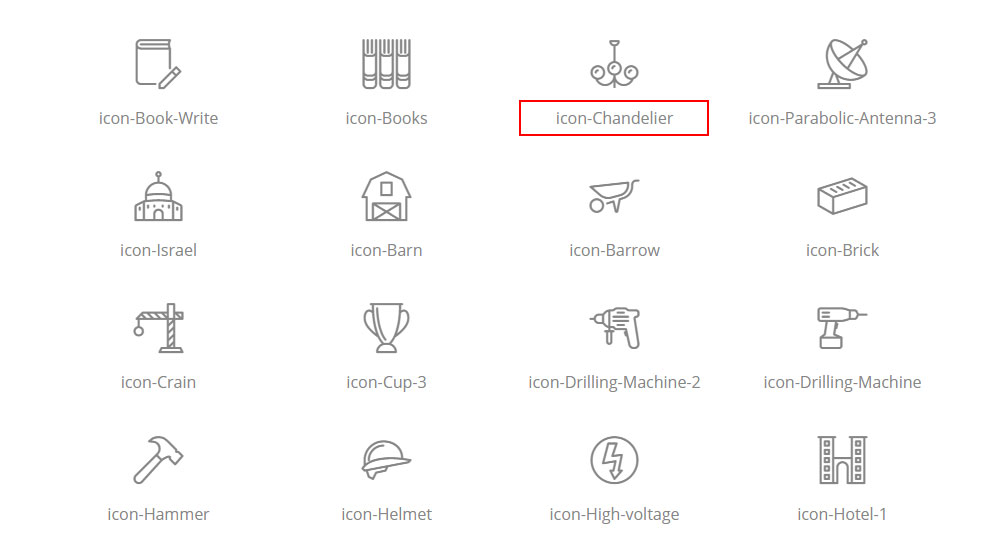 icon-Book-Write
icon-Books
icon-Chandelier
icon-Parabolic-Antenna-3
icon-Israel
icon-Barn
icon-Barrow
icon-Brick
icon-Crain
icon-Cup-3
icon-Drilling-Machine-2
icon-Drilling-Machine
icon-Hammer
icon-Helmet
icon-High-voltage
icon-Hotel-1